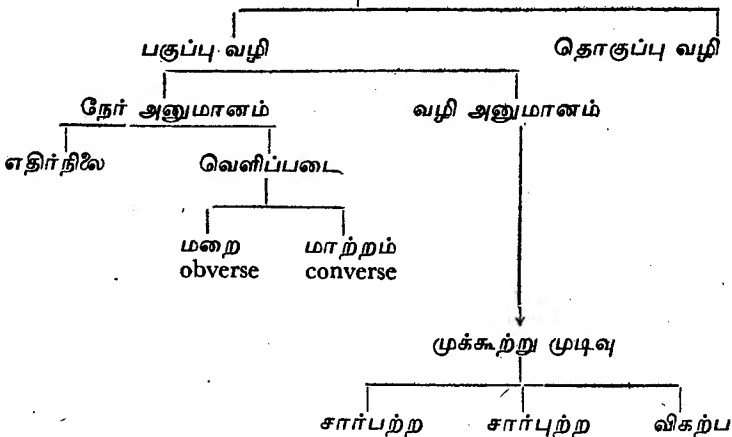 பகுப்பு வழி தொகுப்பு வழி
நேர் அனுமானம் வழி அனுமானம்
எதிர்நிலை வெளிப்படை
மறை மாற்றம்
obverse converse
முக்கூற்று முடிவு
சார்பற்ற சார்புற்ற விகற்ப